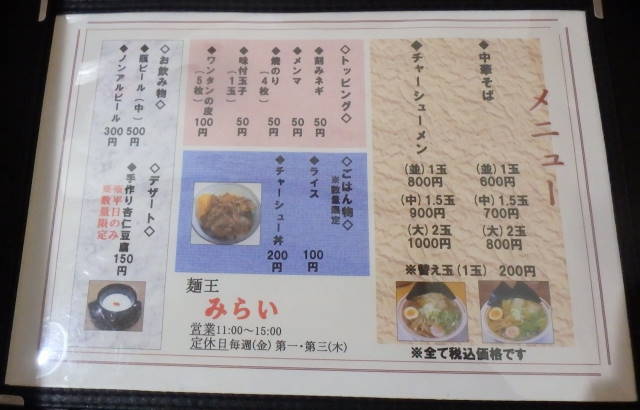 メニュー
◆中華そば
(並)1玉
600円
(中)1.5玉
700円
(大)2玉
800円
◆チャーシューメン
(並)1玉
800円
(中)1.5玉
900円
(大)2玉
1000円
※替え玉(1玉) 200円
※全て税込価格です
◇トッピング◇
◆刻みネギ 50円
◆メンマ 50円
◆焼のり(4枚) 50円
◆味付玉子(1玉) 50円
◆ワンタンの皮(5枚) 100円
◇ごはん物◇
※数量限定
◆ライス 100円
◆チャーシュー丼 200円
◇お飲み物◇
◆瓶ビール(中) 500円
◆ノンアルビール 300円
◇デザート◇
◆手作り杏仁豆腐 150円
※平日のみ
※数量限定
麺王
みらい
営業11:00～15:00
定休日毎週(金) 第一・第三(木)